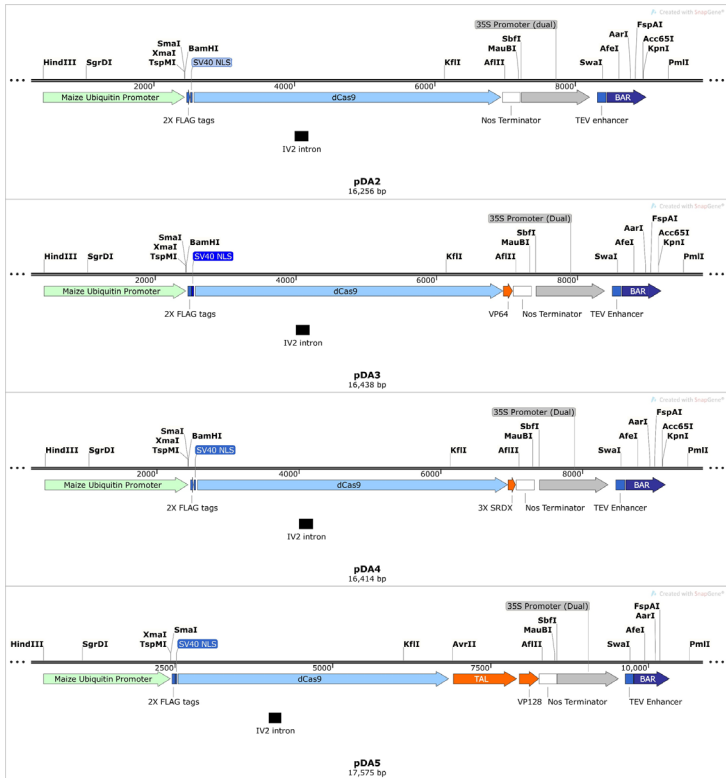 Created with SnapGene®
35S Promoter (dual)
FspAI
SbfI
AarI
SmaI
MauBI
AfeI
Acc65I
XmaI
BamHI
HindIII
SgrDI
TspMI
SV40 NLS
KflI
AflII
SwaI
KpnI
PmlI
2000
4000
6000
8000
Maize Ubiquitin Promoter
dCas9
BAR
2X FLAG tags
Nos Terminator
TEV enhancer
IV2 intron
pDA2
16,256 bp
Created with SnapGene®
35S Promoter (Dual)
FspAI
SbfI
AarI
SmaI
MauBI
AfeI
Acc65I
XmaI
BamHI
HindIII
SgrDI
TspMI
SV40 NLS
KflI
AflII
SwaI
KpnI
PmlI
2000
4000
6000
8000
Maize Ubiquitin Promoter
dCas9
BAR
2X FLAG tags
VP64
Nos Terminator
TEV Enhancer
IV2 intron
pDA3
16,438 bp
Created with SnapGene®
35S Promoter (Dual)
FspAI
SbfI
AarI
SmaI
MauBI
AfeI
Acc65I
XmaI
BamHI
HindIII
SgrDI
TspMI
SV40 NLS
KflI
AflII
SwaI
KpnI
PmlI
2000
4000
6000
8000
Maize Ubiquitin Promoter
dCas9
BAR
2X FLAG tags
3X SRDX
Nos Terminator
TEV Enhancer
IV2 intron
pDA4
16,414 bp
Created with SnapGene®
35S Promoter (Dual)
FspAI
SbfI
AarI
XmaI
SmaI
MauBI
AfeI
HindIII
SgrDI
TspMI
SV40 NLS
KflI
AvrII
AflII
SwaI
PmlI
2500
5000
7500
10,000
Maize Ubiquitin Promoter
dCas9
TAL
BAR
2X FLAG tags
VP128
Nos Terminator
TEV Enhancer
IV2 intron
pDA5
17,575 bp